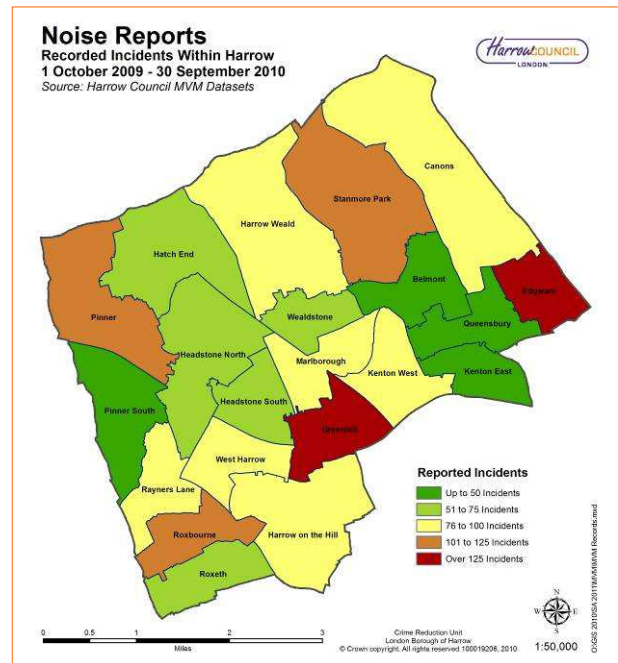 Noise Reports
Recorded Incidents Within Harrow
1 October 2009 - 30 September 2010
Source: Harrow Council MVM Datasets
HarrowCOUNCIL
LONDON
Canons
Stanmore Park
Harrow Weald
Hatch End
Belmont
Edgware
Pinner
Wealdstone
Queensbury
Headstone North
Marlborough
Kenton West
Kenton East
Pinner South
Headstone South
Greenhill
West Harrow
Rayners Lane
Roxbourne
Harrow on the Hill
Roxeth
Reported Incidents
Up to 50 Incidents
51 to 75 Incidents
76 to 100 Incidents
101 to 125 Incidents
Over 125 Incidents
N
W E
S
0 0.5 1 2 3
Miles
Crime Reduction Unit
London Borough of Harrow
© Crown copyright. All rights reserved 100019206, 2010
1:50,000